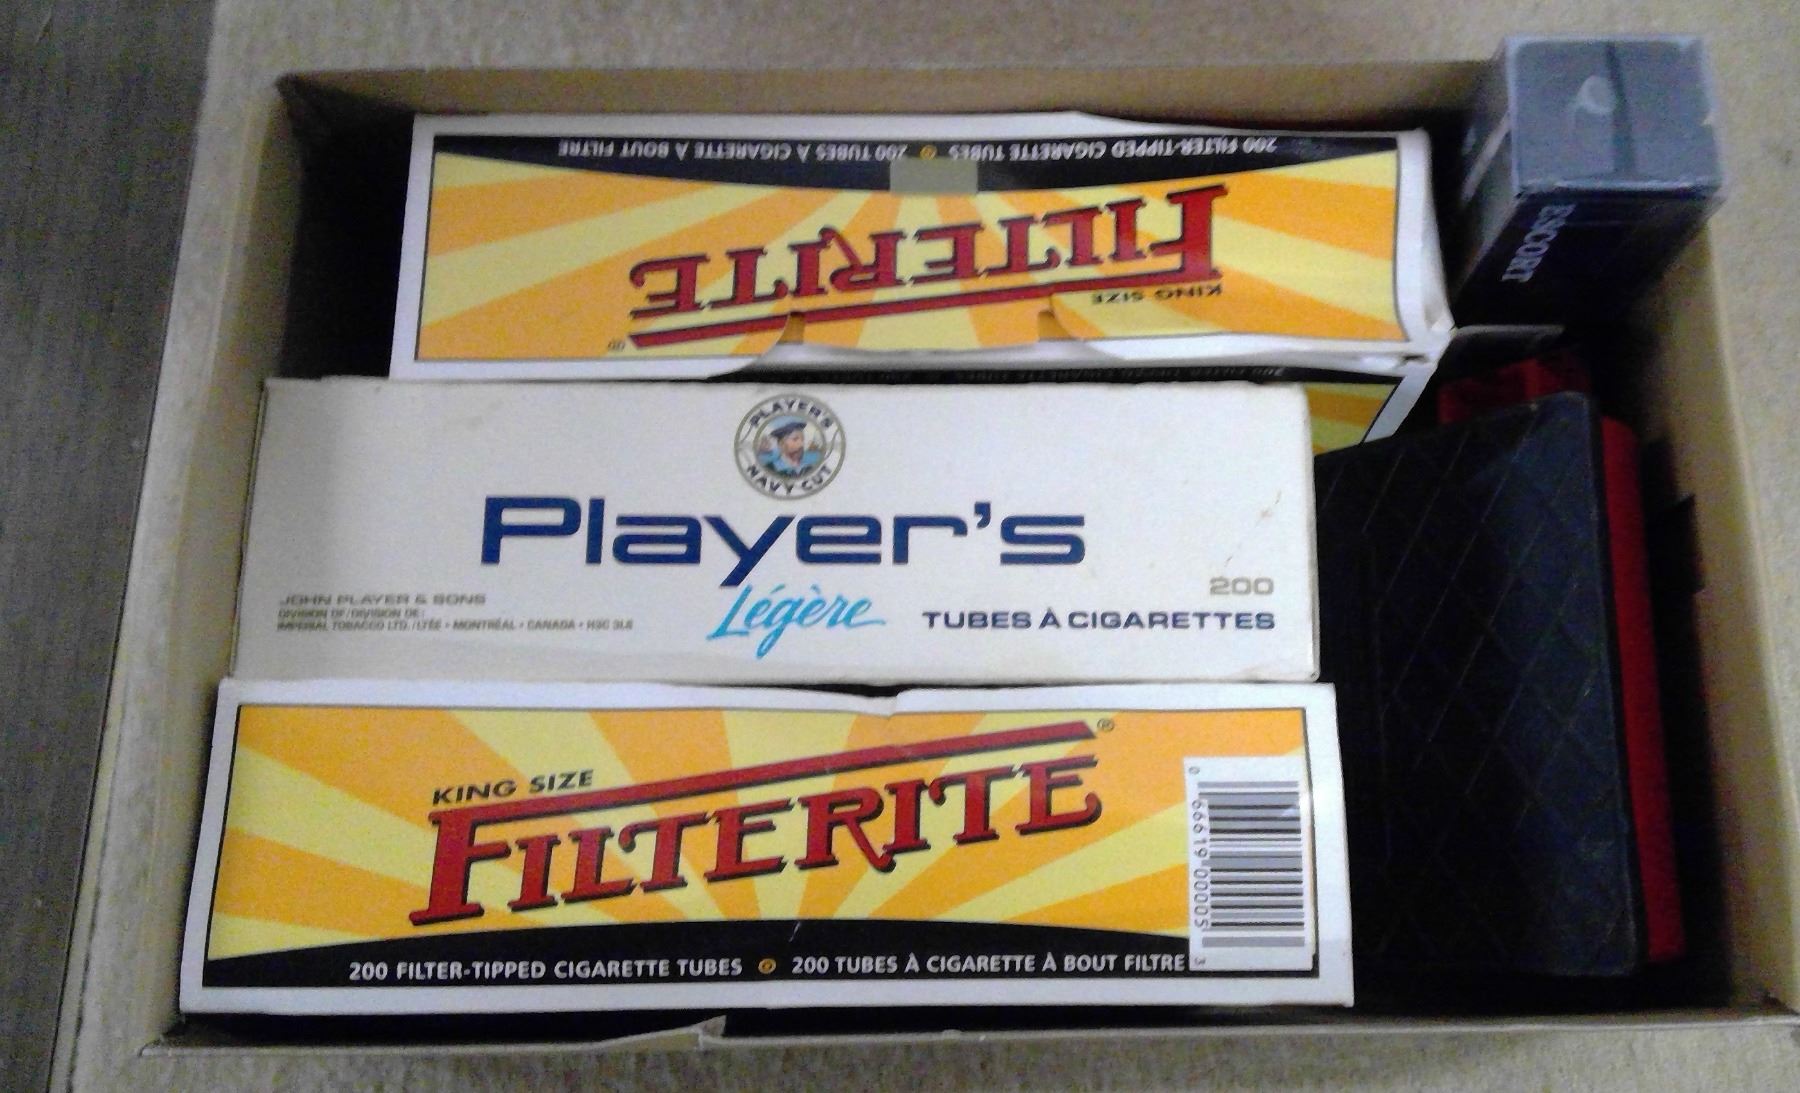 200 FILTER-TIPPED CIGARETTE TUBES 200 TUBES À CIGARETTE À BOUT FILTRE
FILTERITE ®
KING SIZE
ESCORT
PLAYER'S
NAVY CUT
Player's
Légère
JOHN PLAYER & SONS
DIVISION OF/DIVISION DE:
IMPERIAL TOBACCO LTD./LTÉE • MONTRÉAL • CANADA • H3C 3L6
200
TUBES À CIGARETTES
KING SIZE
FILTERITE ®
200 FILTER-TIPPED CIGARETTE TUBES 200 TUBES À CIGARETTE À BOUT FILTRE
0 66619 00005 3